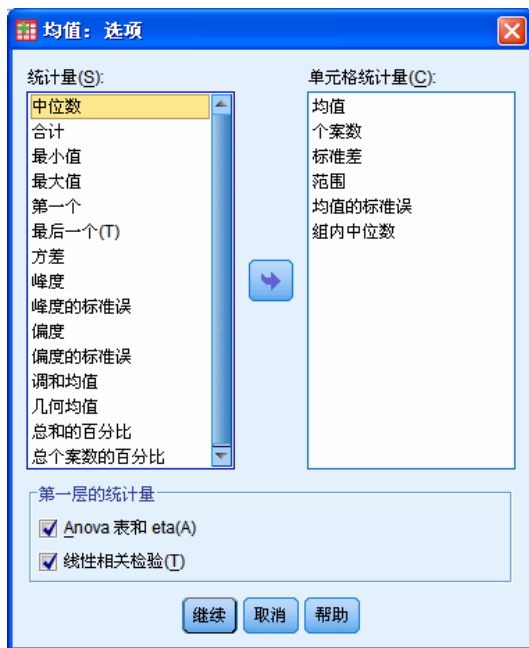 均值：选项
统计量(S):
中位数
合计
最小值
最大值
第一个
最后一个(T)
方差
峰度
峰度的标准误
偏度
偏度的标准误
调和均值
几何均值
总和的百分比
总个案数的百分比
单元格统计量(C):
均值
个案数
标准差
范围
均值的标准误
组内中位数
第一层的统计量
Anova 表和 eta(A)
线性相关检验(T)
继续 取消 帮助